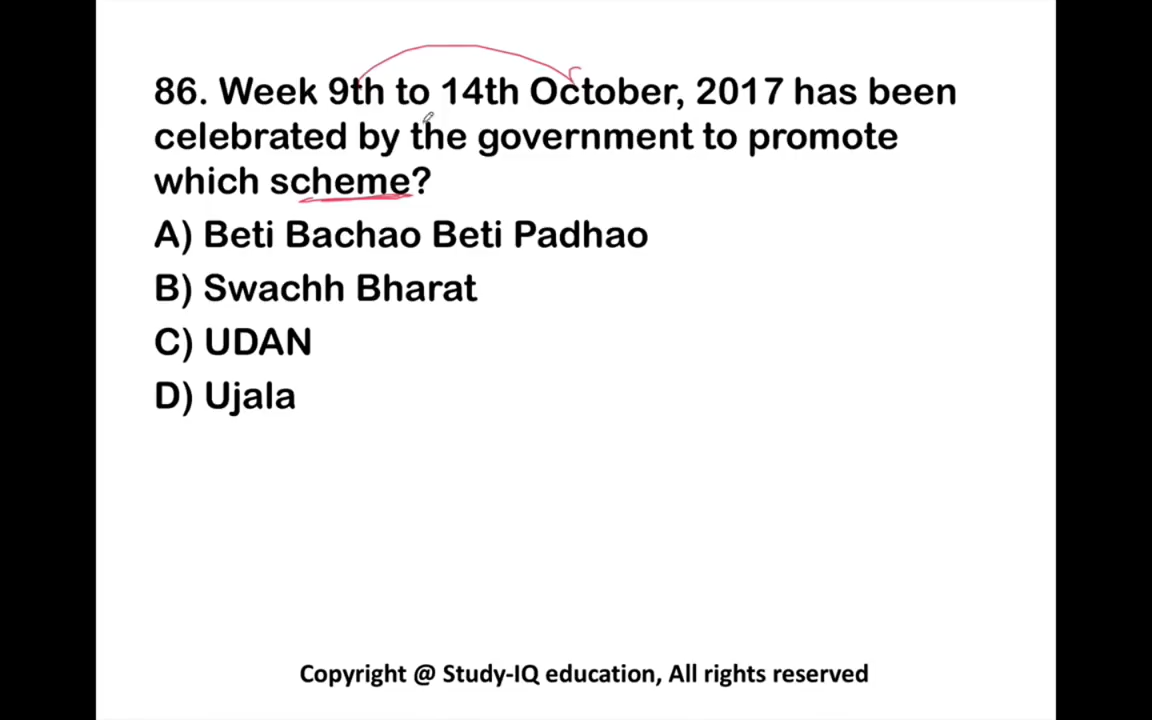 86. Week 9th to 14th October, 2017 has been
celebrated by the government to promote
which scheme?
A) Beti Bachao Beti Padhao
B) Swachh Bharat
C) UDAN
D) Ujala
Copyright @ Study-IQ education, All rights reserved